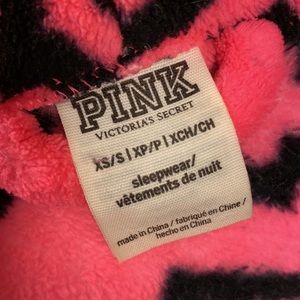 PINK
VICTORIA'S SECRET
XS/S | XP/P | XCH/CH
sleepwear/
vêtements de nuit
made in China / fabriqué en Chine /
hecho en China